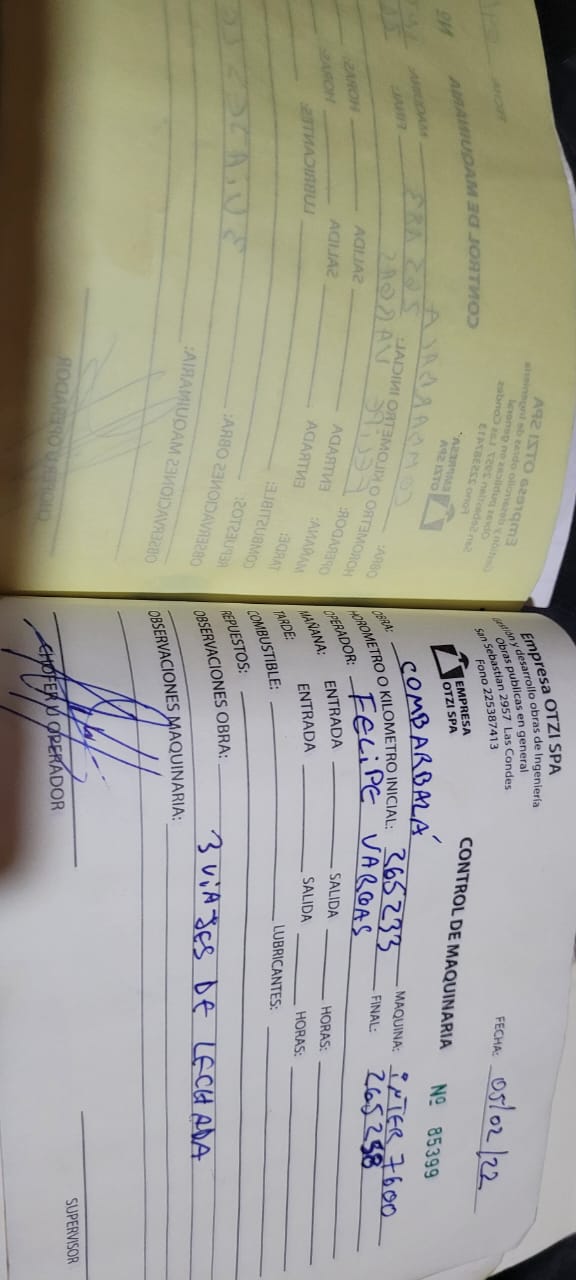 Empresa OTZI SPA
Gestión y desarrollo obras de Ingeniería
Obras publicas en general
San Sebastian 2957 Las Condes
Fono 225387413
EMPRESA
OTZI SPA
FECHA: 05/02/22
CONTROL DE MAQUINARIA Nº 85399
OBRA: COMBARBALÁ MAQUINA: INTER 7600
HOROMETRO O KILOMETRO INICIAL: 265233 FINAL: 265298
OPERADOR: FELIPE VARGAS
MAÑANA: ENTRADA SALIDA HORAS:
TARDE: ENTRADA SALIDA HORAS:
COMBUSTIBLE: LUBRICANTES:
REPUESTOS:
OBSERVACIONES OBRA: 3 VIAJES DE LECHADA
OBSERVACIONES MAQUINARIA:
CHOFER U OPERADOR
SUPERVISOR